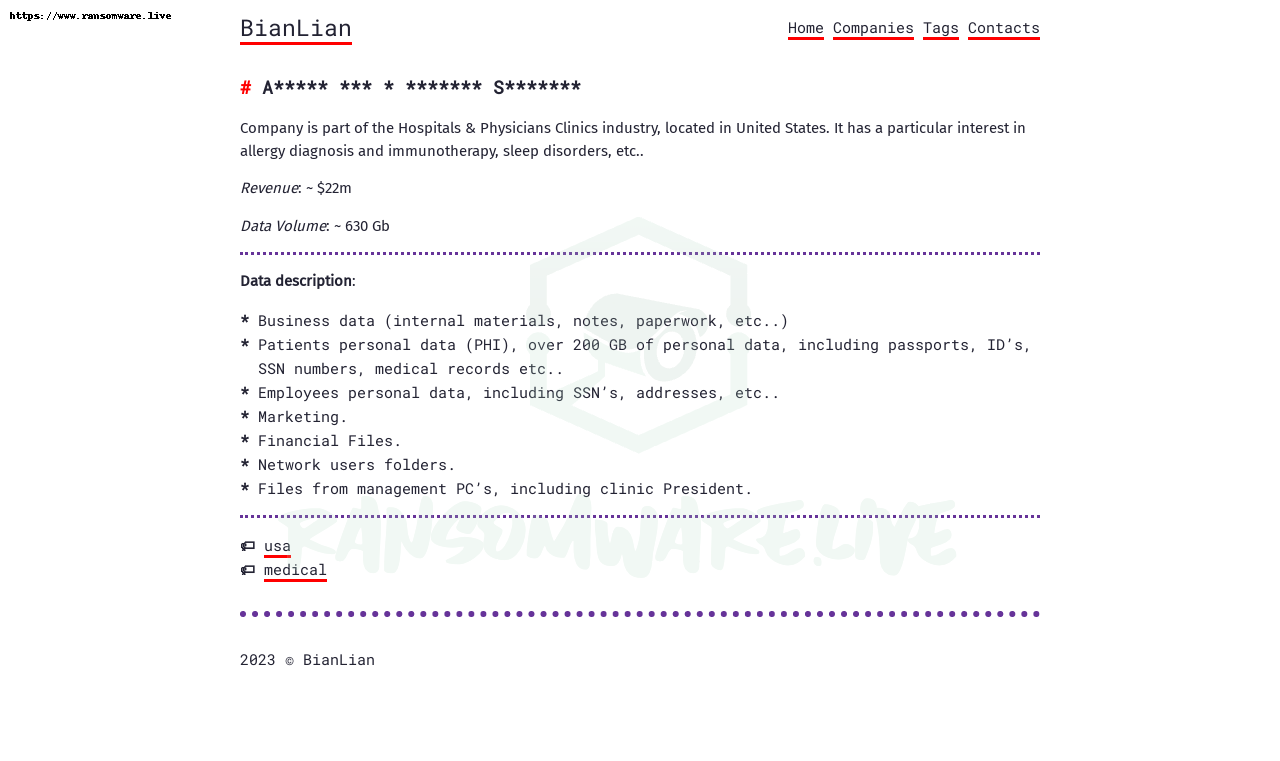 https://www.ransomware.live
BianLian
Home Companies Tags Contacts
# A***** *** * ******* S*******
Company is part of the Hospitals & Physicians Clinics industry, located in United States. It has a particular interest in
allergy diagnosis and immunotherapy, sleep disorders, etc..
Revenue: ~ $22m
Data Volume: ~ 630 Gb
Data description:
* Business data (internal materials, notes, paperwork, etc..)
* Patients personal data (PHI), over 200 GB of personal data, including passports, ID’s,
SSN numbers, medical records etc..
* Employees personal data, including SSN’s, addresses, etc..
* Marketing.
* Financial Files.
* Network users folders.
* Files from management PC’s, including clinic President.
RANSOMWARE.LIVE
usa
medical
2023 © BianLian